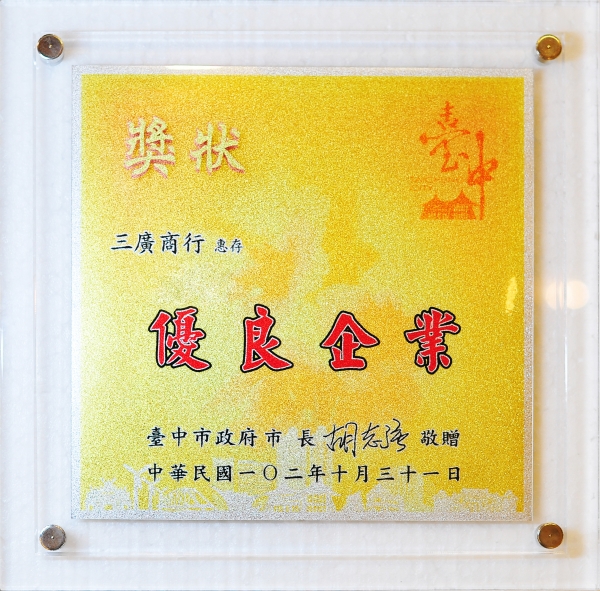 獎狀
臺中
TAICHUNG
CITY
三廣商行 惠存
優良企業
臺中市政府市 長 胡志強 敬贈
中華民國一〇二年十月三十一日